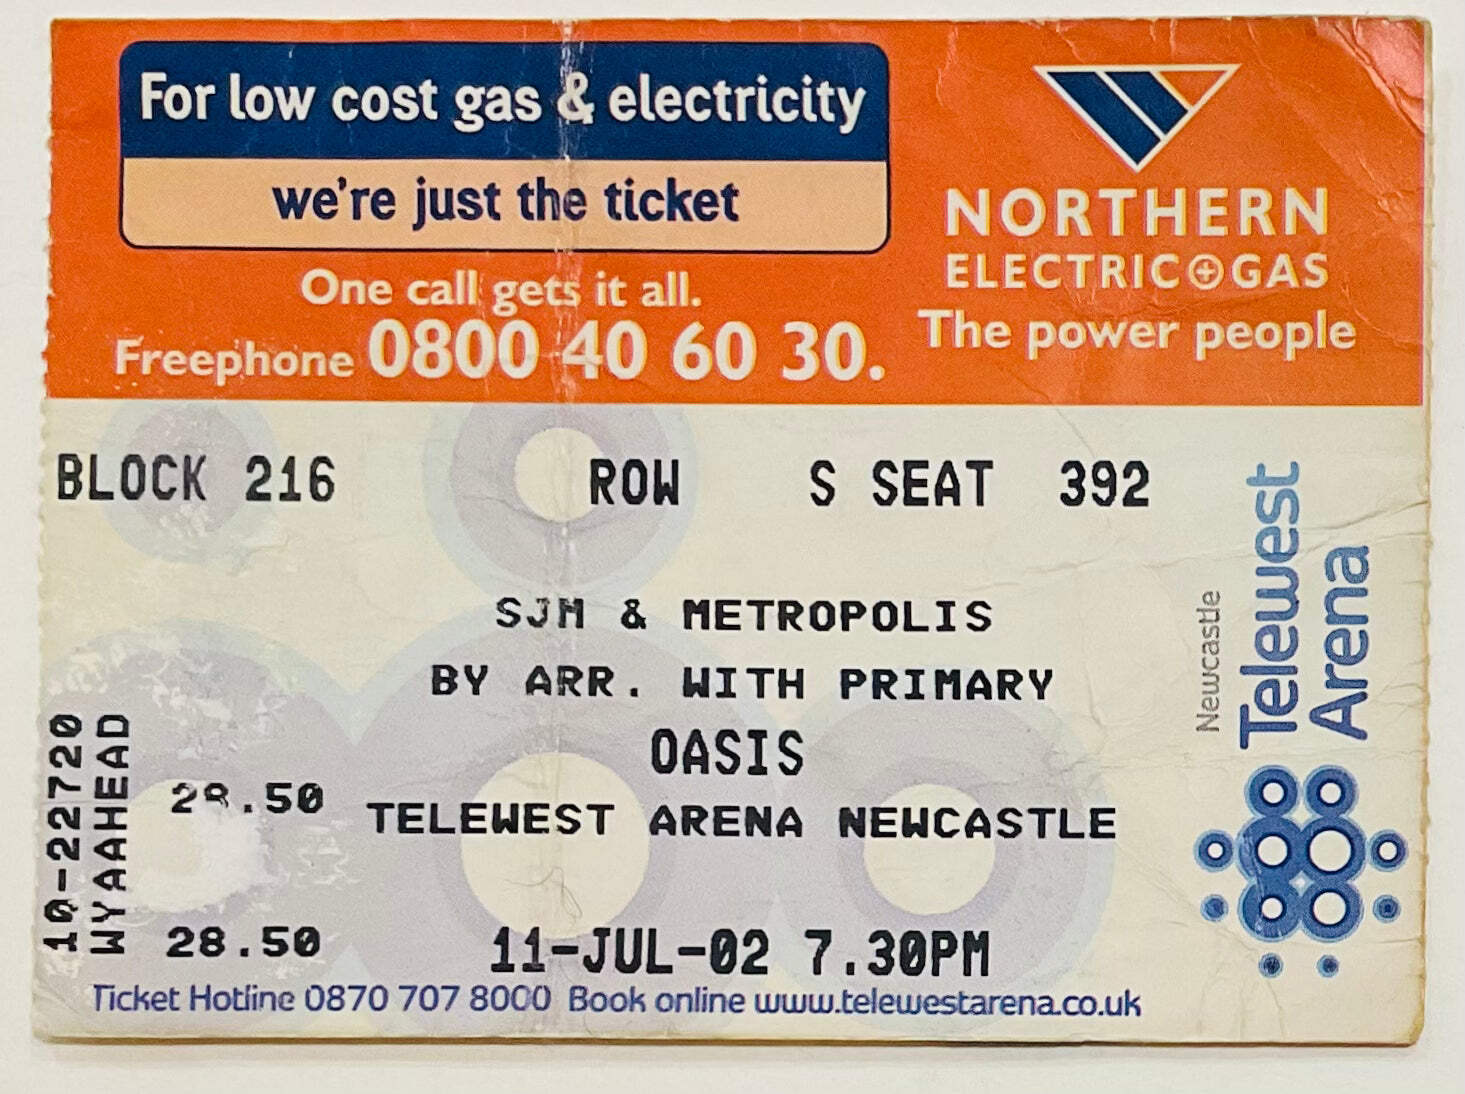 For low cost gas & electricity
we're just the ticket
One call gets it all.
Freephone 0800 40 60 30.
NORTHERN
ELECTRIC+GAS
The power people
BLOCK 216 ROW S SEAT 392
SJM & METROPOLIS
BY ARR. WITH PRIMARY
OASIS
28.50 TELEWEST ARENA NEWCASTLE
28.50 11-JUL-02 7.30PM
10-22720
WYAAHEAD
Ticket Hotline 0870 707 8000 Book online www.telewestarena.co.uk
Newcastle
Telewest
Arena